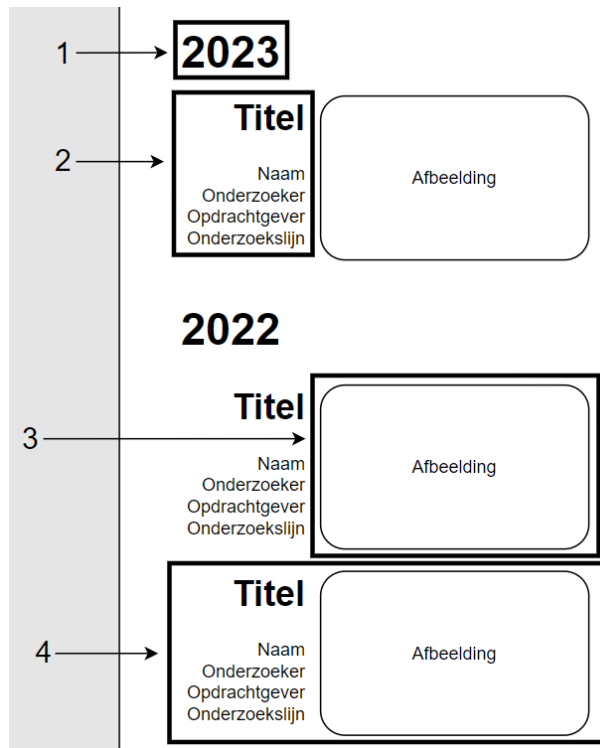 1
2023
2
Titel
Naam
Onderzoeker
Opdrachtgever
Onderzoekslijn
Afbeelding
2022
3
Titel
Naam
Onderzoeker
Opdrachtgever
Onderzoekslijn
Afbeelding
4
Titel
Naam
Onderzoeker
Opdrachtgever
Onderzoekslijn
Afbeelding